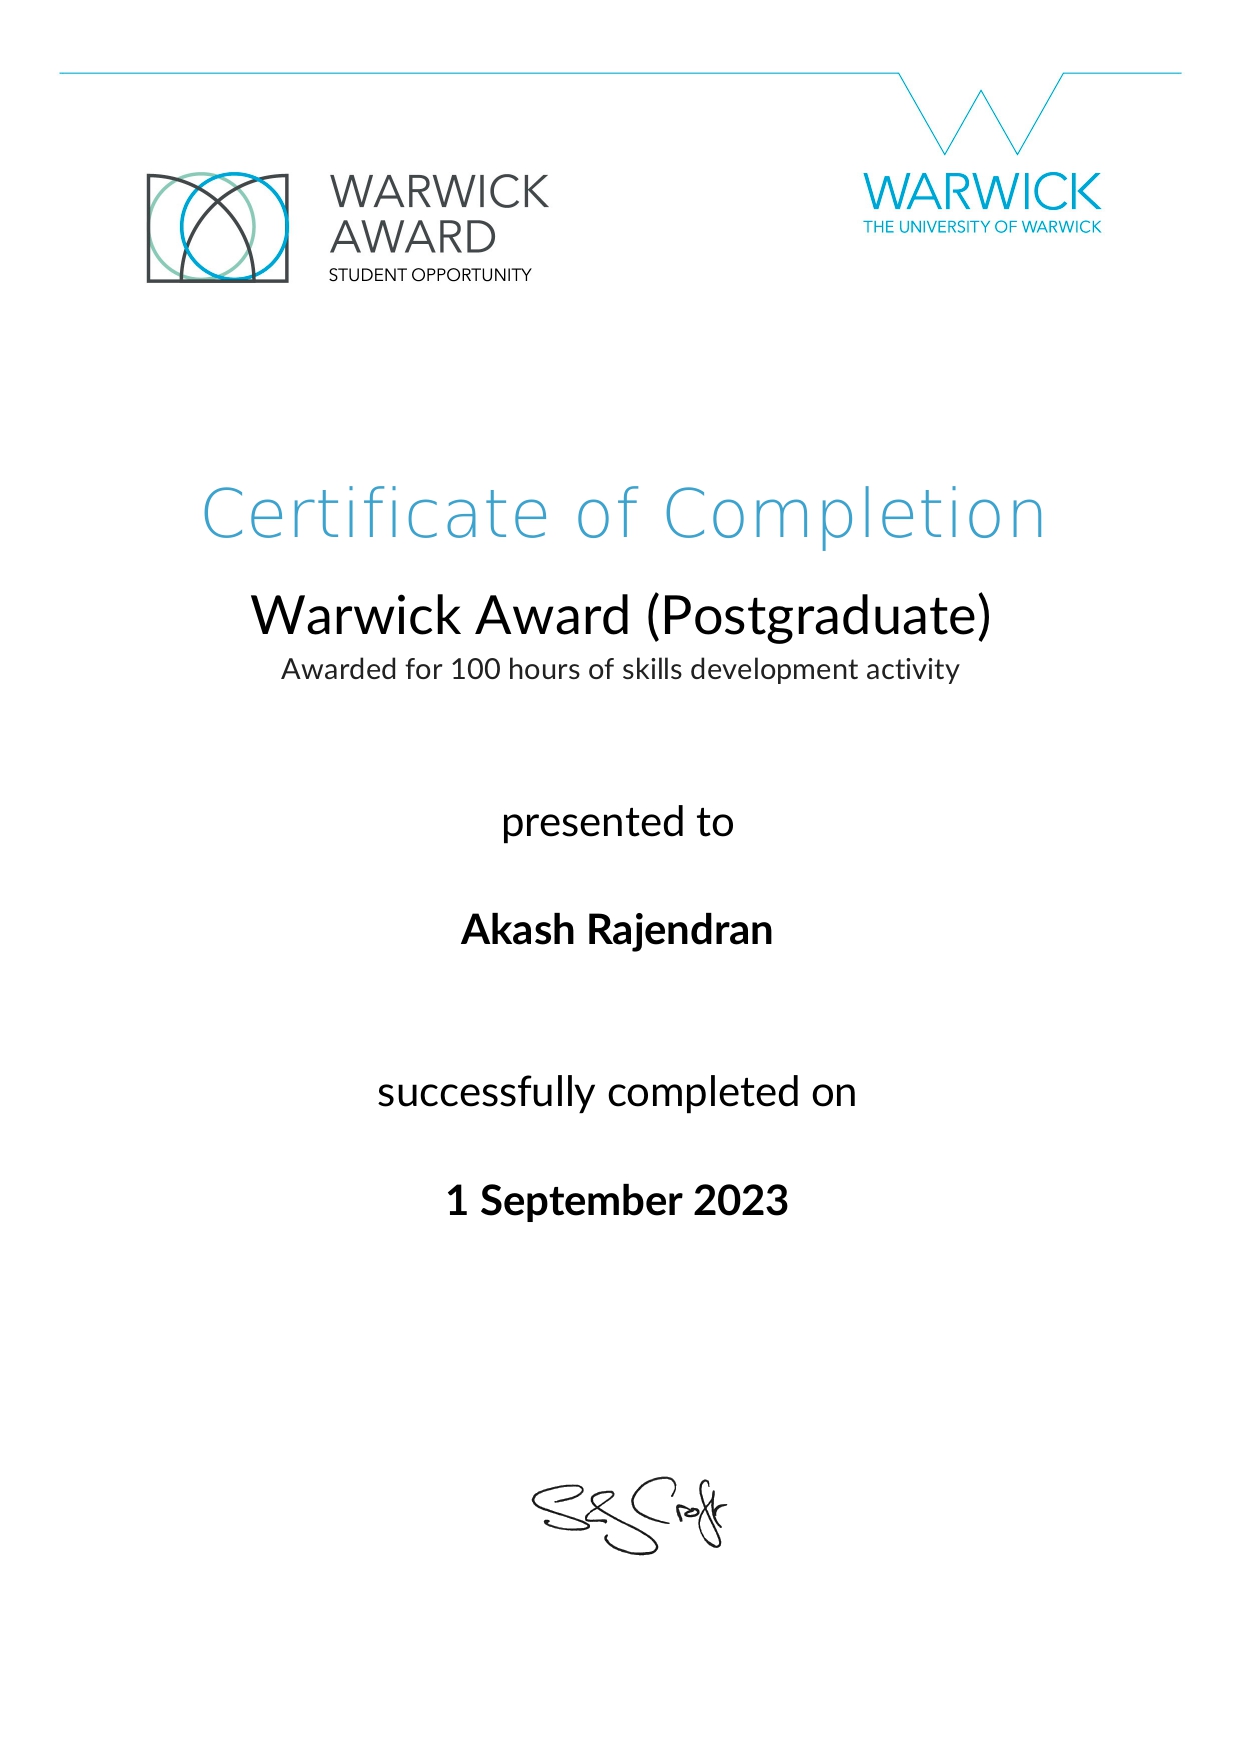 WARWICK
AWARD
STUDENT OPPORTUNITY
WARWICK
THE UNIVERSITY OF WARWICK
Certificate of Completion
Warwick Award (Postgraduate)
Awarded for 100 hours of skills development activity
presented to
Akash Rajendran
successfully completed on
1 September 2023